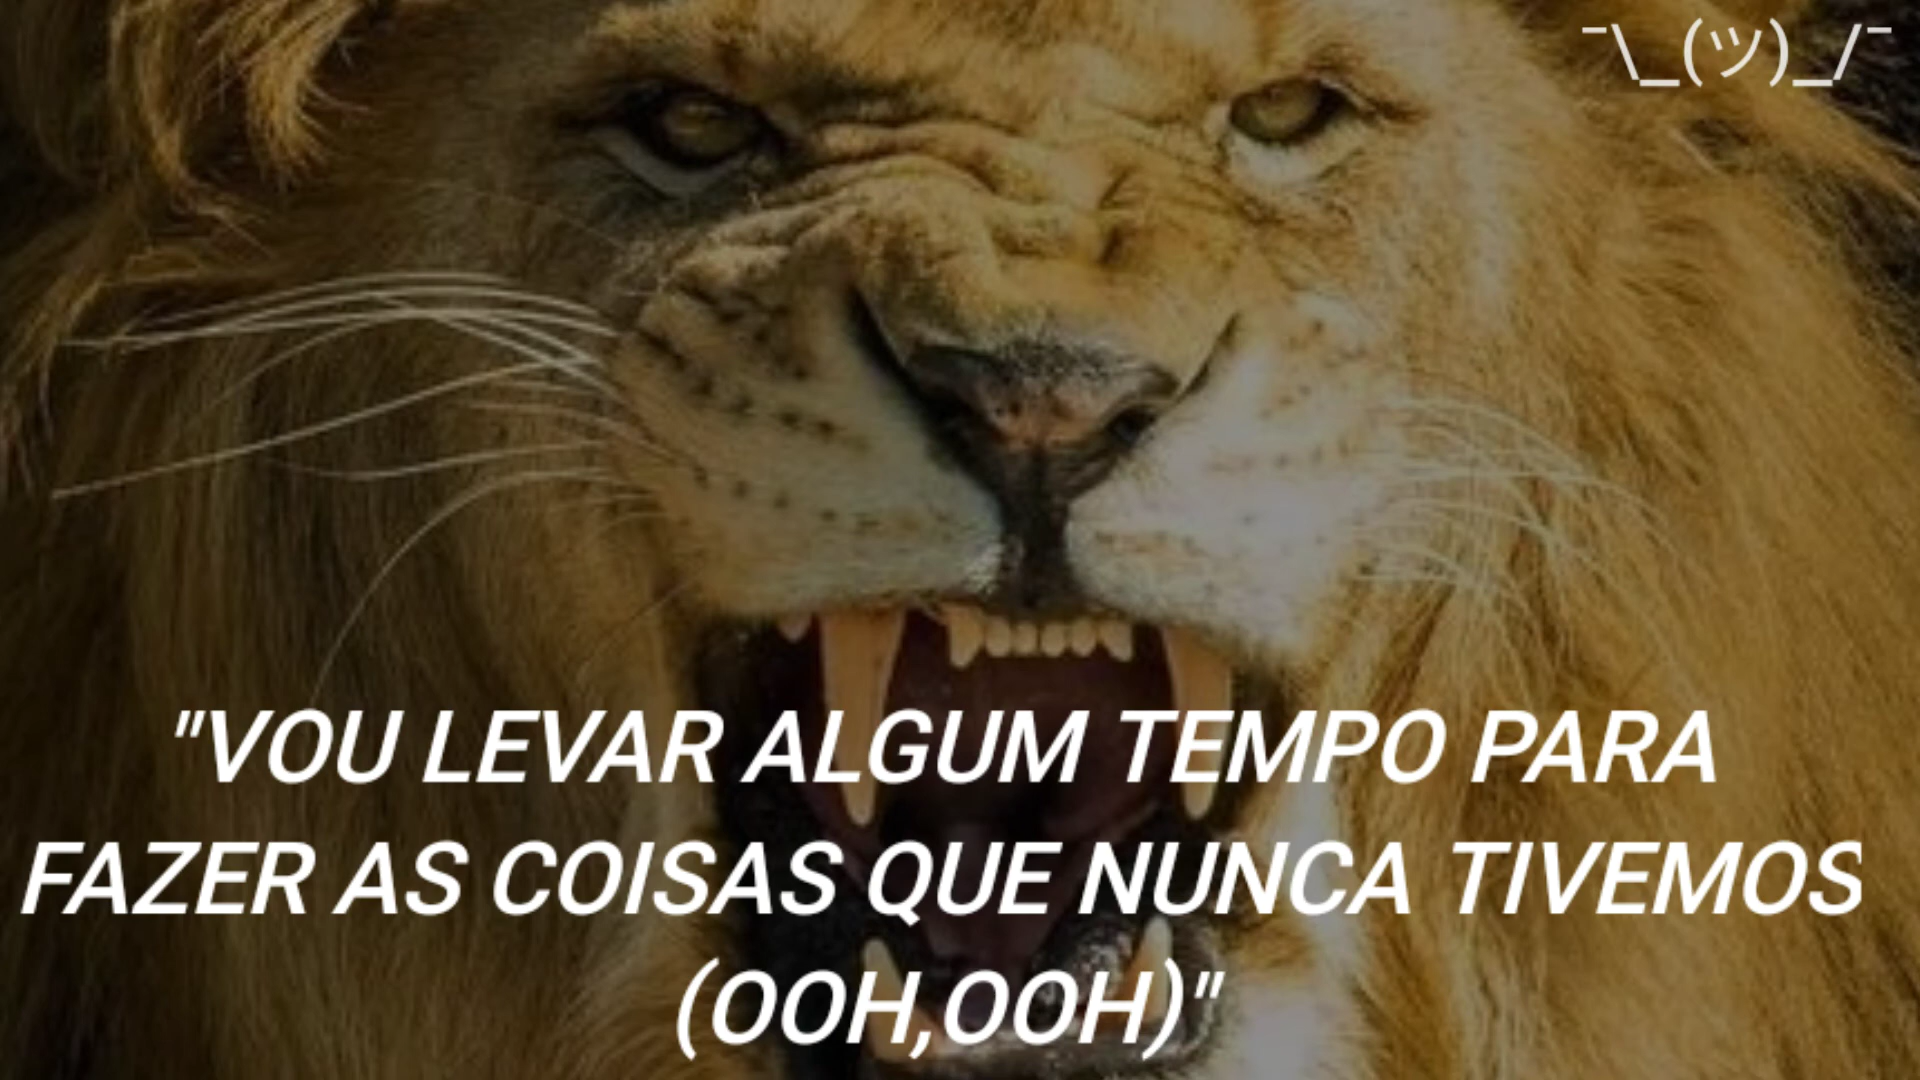 ¯\_(ツ)_/¯
"VOU LEVAR ALGUM TEMPO PARA
FAZER AS COISAS QUE NUNCA TIVEMOS
(OOH,OOH)"